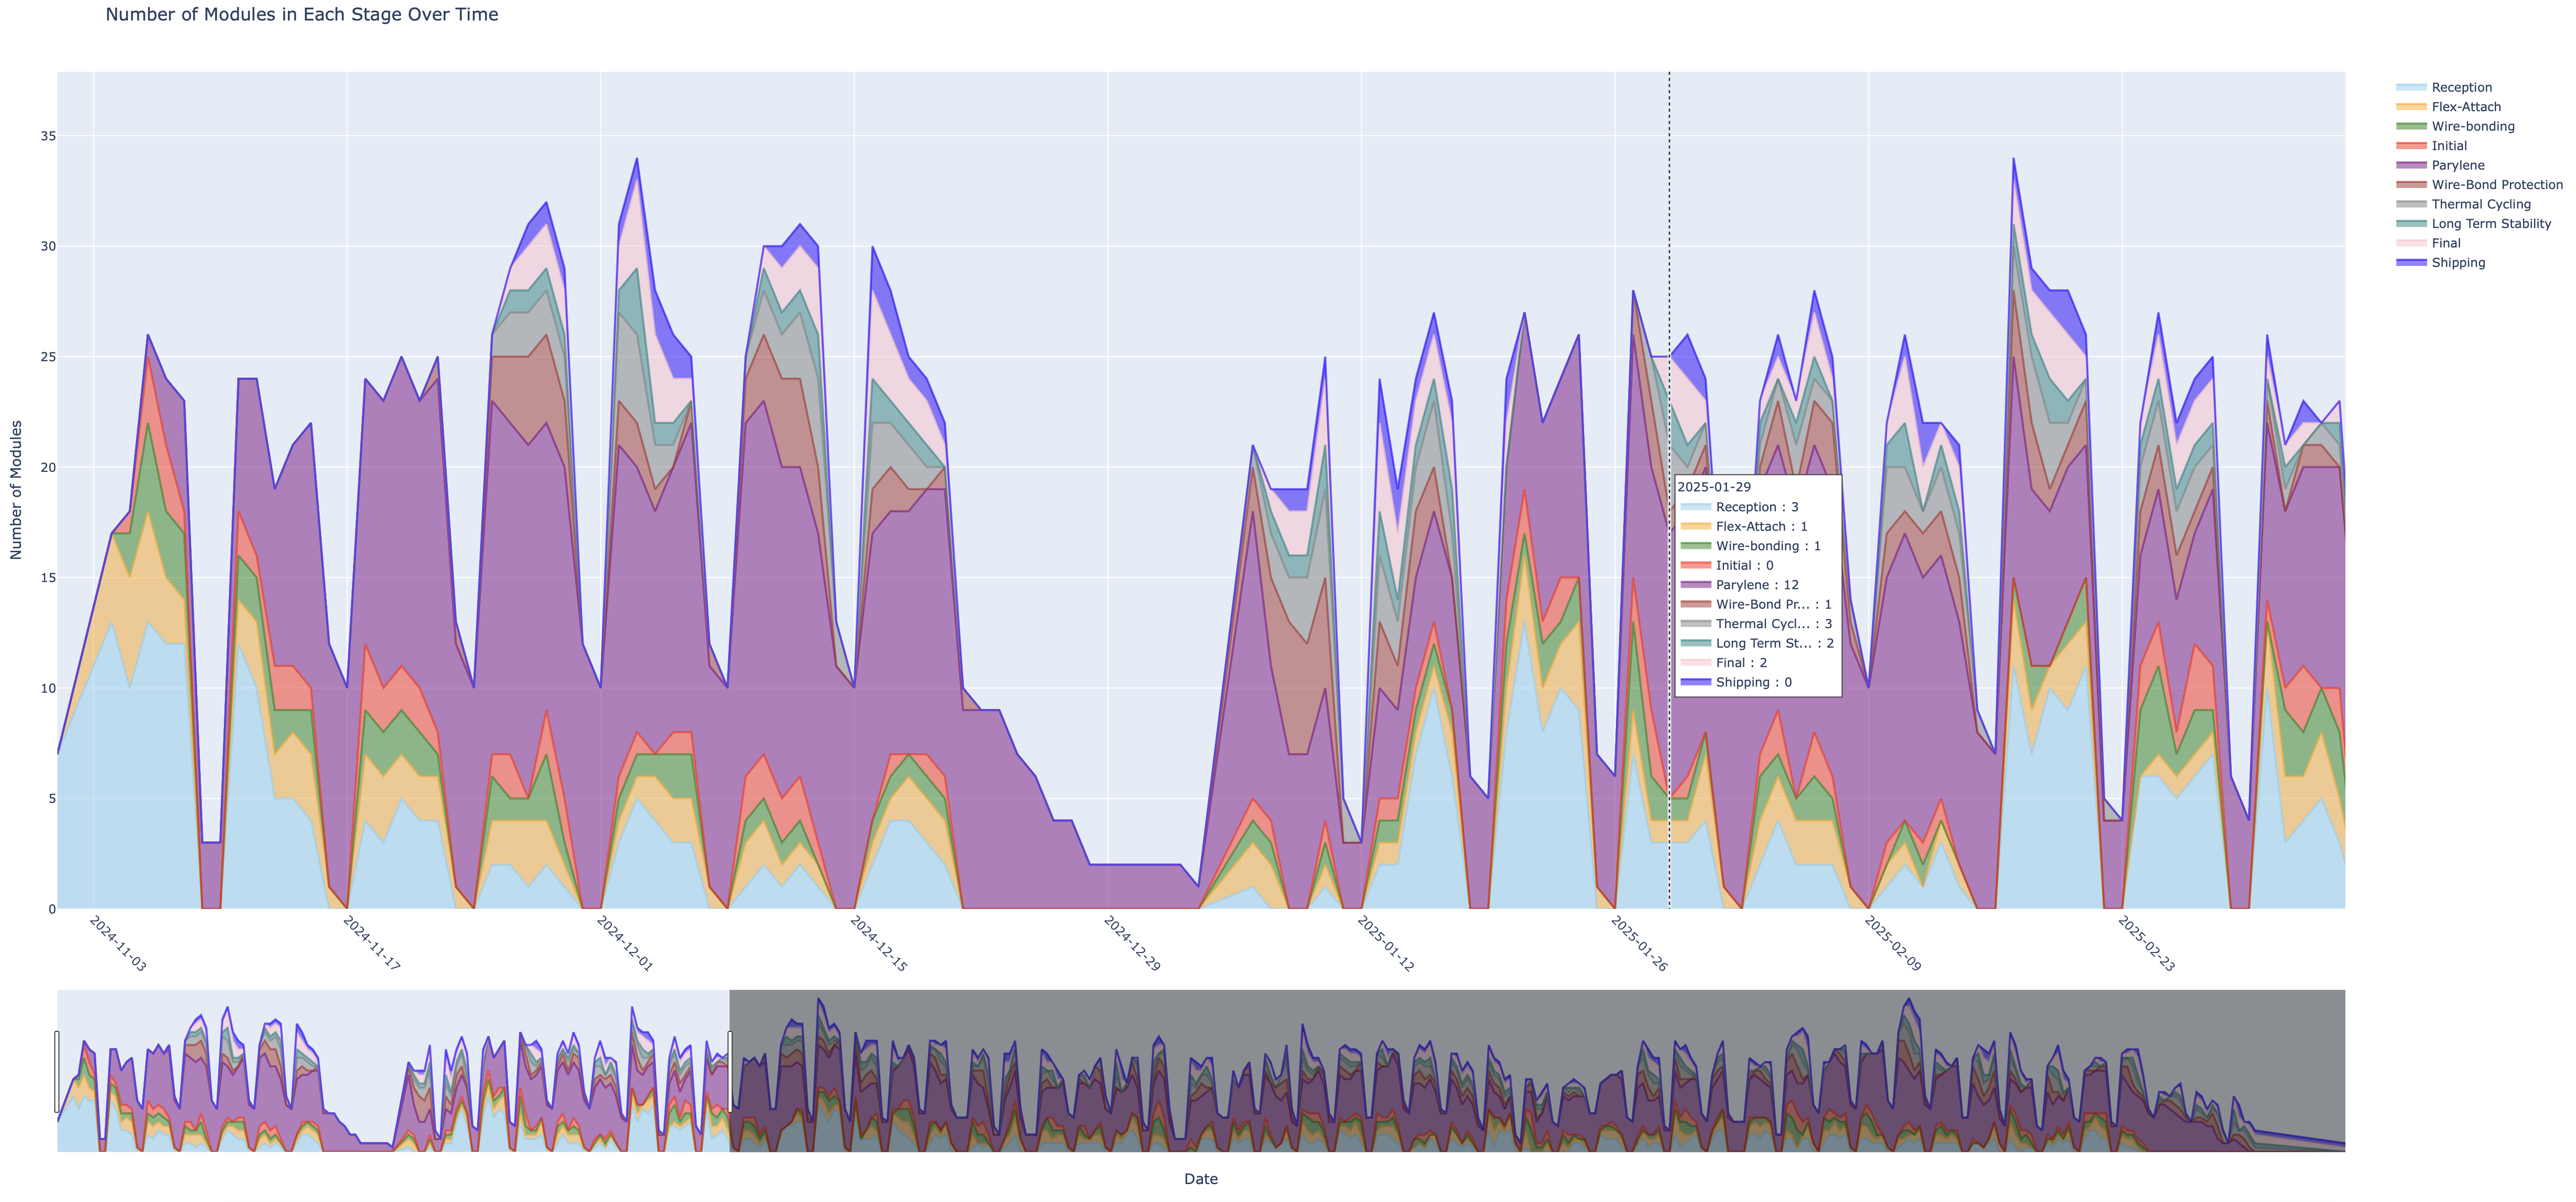 Number of Modules in Each Stage Over Time
Number of Modules
35
30
25
20
15
10
5
0
2024-11-03
2024-11-17
2024-12-01
2024-12-15
2024-12-29
2025-01-12
2025-01-26
2025-02-09
2025-02-23
Date
Reception
Flex-Attach
Wire-bonding
Initial
Parylene
Wire-Bond Protection
Thermal Cycling
Long Term Stability
Final
Shipping
2025-01-29
Reception : 3
Flex-Attach : 1
Wire-bonding : 1
Initial : 0
Parylene : 12
Wire-Bond Pr... : 1
Thermal Cycl... : 3
Long Term St... : 2
Final : 2
Shipping : 0